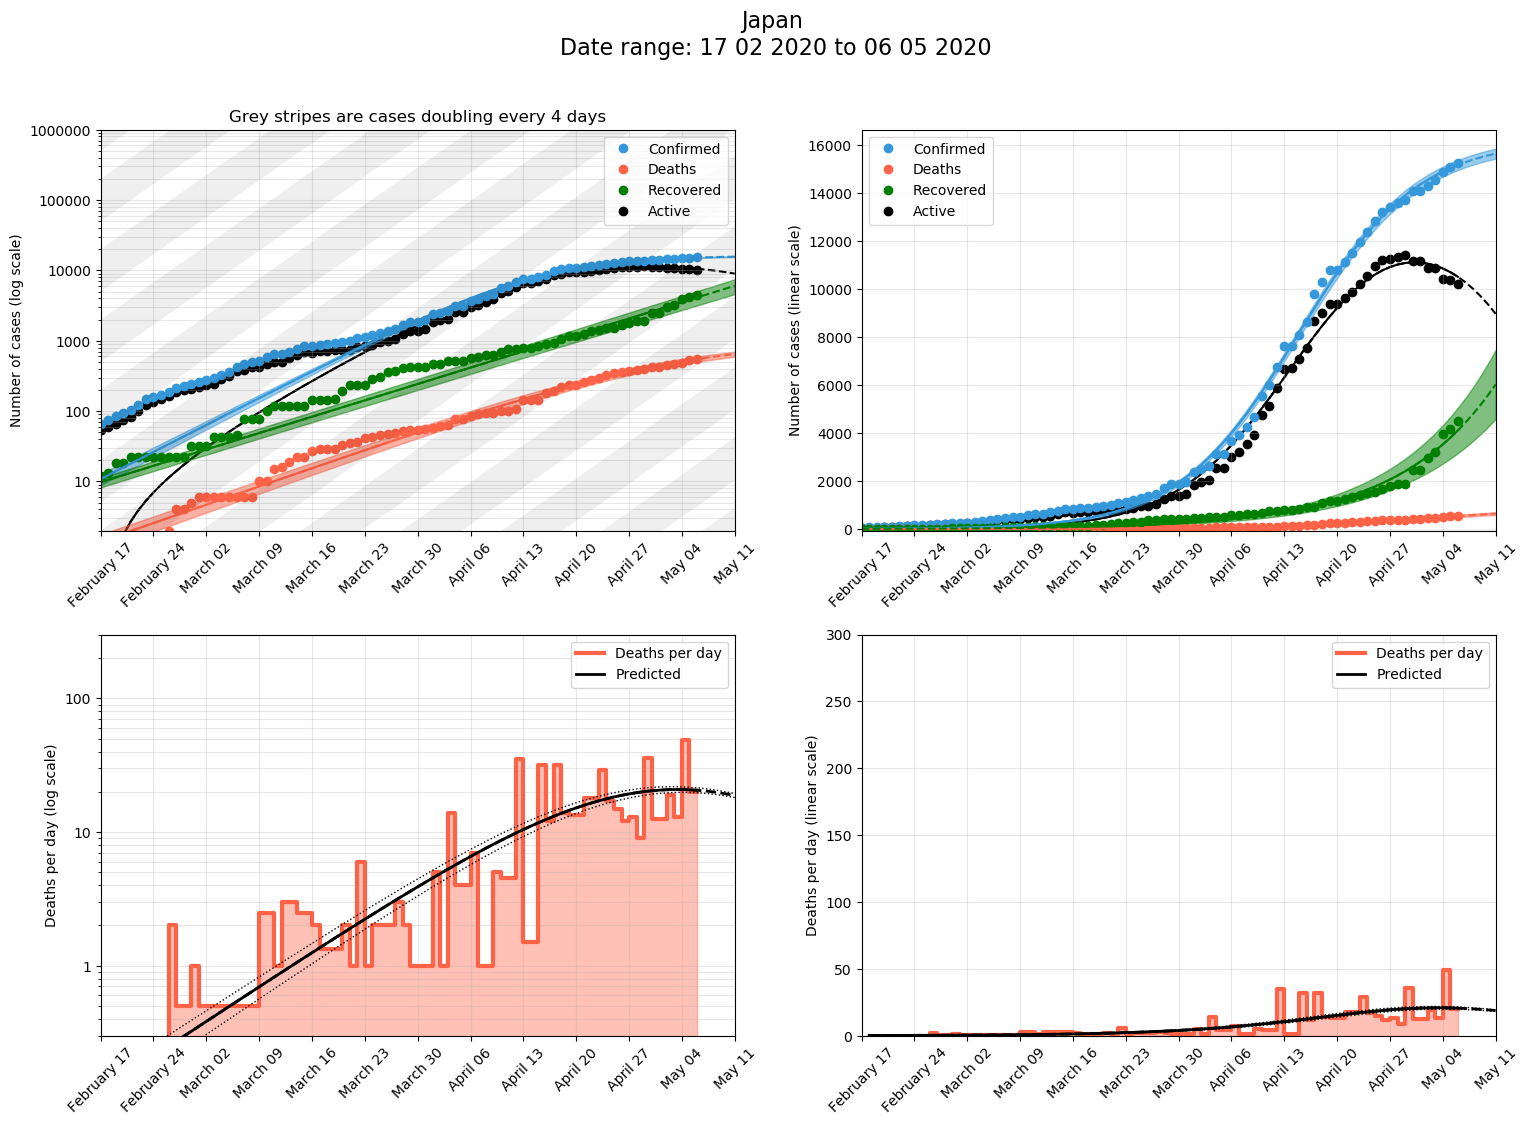 Japan
Date range: 17 02 2020 to 06 05 2020
Grey stripes are cases doubling every 4 days
Number of cases (log scale)
1000000
100000
10000
1000
100
10
Confirmed
Deaths
Recovered
Active
February 17
February 24
March 02
March 09
March 16
March 23
March 30
April 06
April 13
April 20
April 27
May 04
May 11
Number of cases (linear scale)
16000
14000
12000
10000
8000
6000
4000
2000
0
Confirmed
Deaths
Recovered
Active
February 17
February 24
March 02
March 09
March 16
March 23
March 30
April 06
April 13
April 20
April 27
May 04
May 11
Deaths per day (log scale)
100
10
1
Deaths per day
Predicted
February 17
February 24
March 02
March 09
March 16
March 23
March 30
April 06
April 13
April 20
April 27
May 04
May 11
Deaths per day (linear scale)
300
250
200
150
100
50
0
Deaths per day
Predicted
February 17
February 24
March 02
March 09
March 16
March 23
March 30
April 06
April 13
April 20
April 27
May 04
May 11